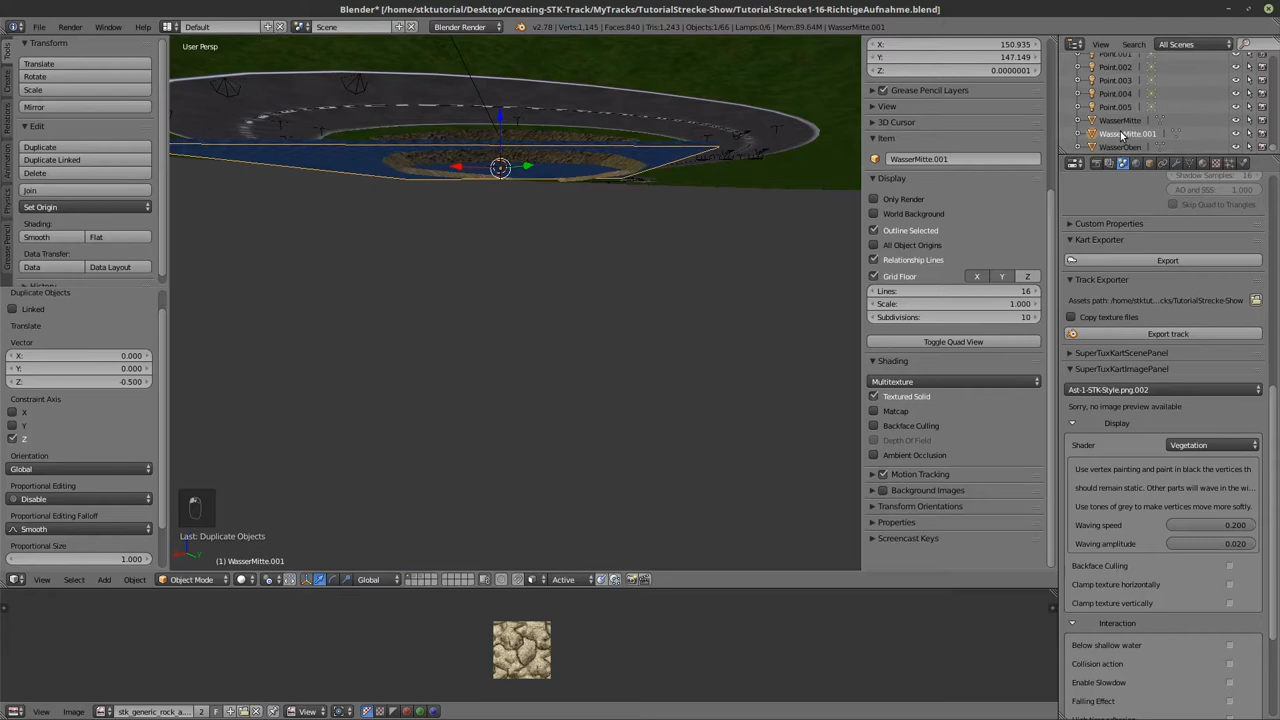 Blender* [/home/stktutorial/Desktop/Creating-STK-Track/MyTracks/TutorialStrecke-Show/Tutorial-Strecke1-16-RichtigeAufnahme.blend]
File Render Window Help Default Scene Blender Render v2.78 | Verts:1,145 | Faces:840 | Tris:1,243 | Objects:1/66 | Lamps:0/6 | Mem:89.64M | WasserMitte.001
Tools
Create
Relations
Animation
Physics
Grease Pencil
Transform
Translate
Rotate
Scale
Mirror
Edit
Duplicate
Duplicate Linked
Delete
Join
Set Origin
Shading:
Smooth Flat
Data Transfer:
Data Data Layout
History
Duplicate Objects
Linked
Translate
Vector
X: 0.000
Y: 0.000
Z: -0.500
Constraint Axis
X
Y
Z
Orientation
Global
Proportional Editing
Disable
Proportional Editing Falloff
Smooth
Proportional Size
1.000
User Persp
Last: Duplicate Objects
(1) WasserMitte.001
X: 150.935
Y: 147.149
Z: 0.0000001
Grease Pencil Layers
View
3D Cursor
Item
WasserMitte.001
Display
Only Render
World Background
Outline Selected
All Object Origins
Relationship Lines
Grid Floor X Y Z
Lines: 16
Scale: 1.000
Subdivisions: 10
Toggle Quad View
Shading
Multitexture
Textured Solid
Matcap
Backface Culling
Depth Of Field
Ambient Occlusion
Motion Tracking
Background Images
Transform Orientations
Properties
Screencast Keys
View Search All Scenes
Point.001
Point.002
Point.003
Point.004
Point.005
WasserMitte
WasserMitte.001
WasserOben
Shadow Samples 16
AO and SSS: 1.000
Skip Quad to Triangles
Custom Properties
Kart Exporter
Export
Track Exporter
Assets path: /home/stktut...cks/TutorialStrecke-Show
Copy texture files
Export track
SuperTuxKartScenePanel
SuperTuxKartImagePanel
Ast-1-STK-Style.png.002
Sorry, no image preview available
Display
Shader Vegetation
Use vertex painting and paint in black the vertices th
should remain static. Other parts will wave in the wi...
Use tones of grey to make vertices move more softly.
Waving speed 0.200
Waving amplitude 0.020
Backface Culling
Clamp texture horizontally
Clamp texture vertically
Interaction
Below shallow water
Collision action
Enable Slowdow
Falling Effect
View Select Add Object Object Mode Global Active
View Image stk_generic_rock_a... 2 F View